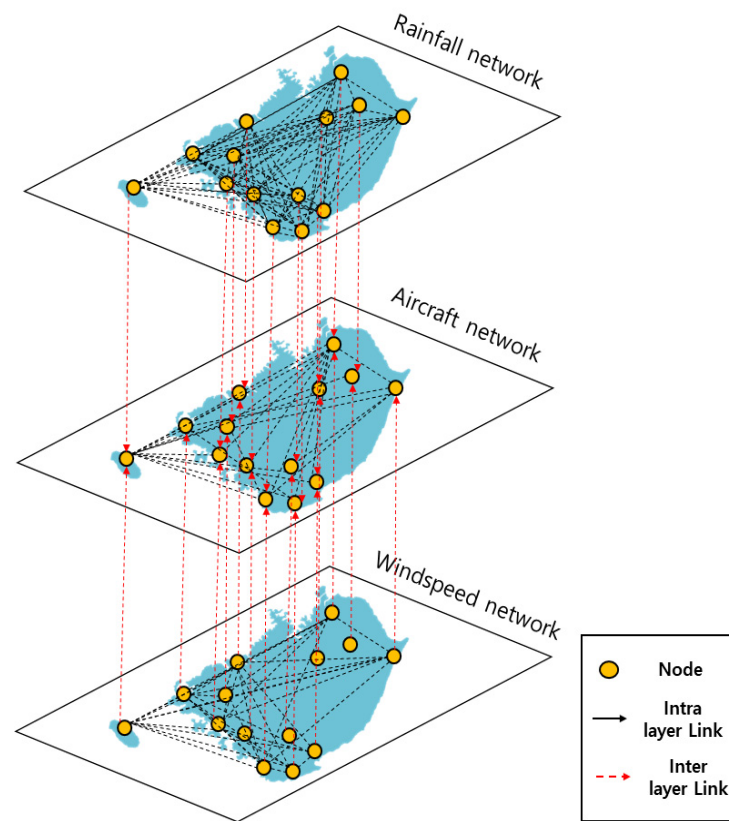 Rainfall network
Aircraft network
Windspeed network
Node
Intra
layer Link
Inter
layer Link